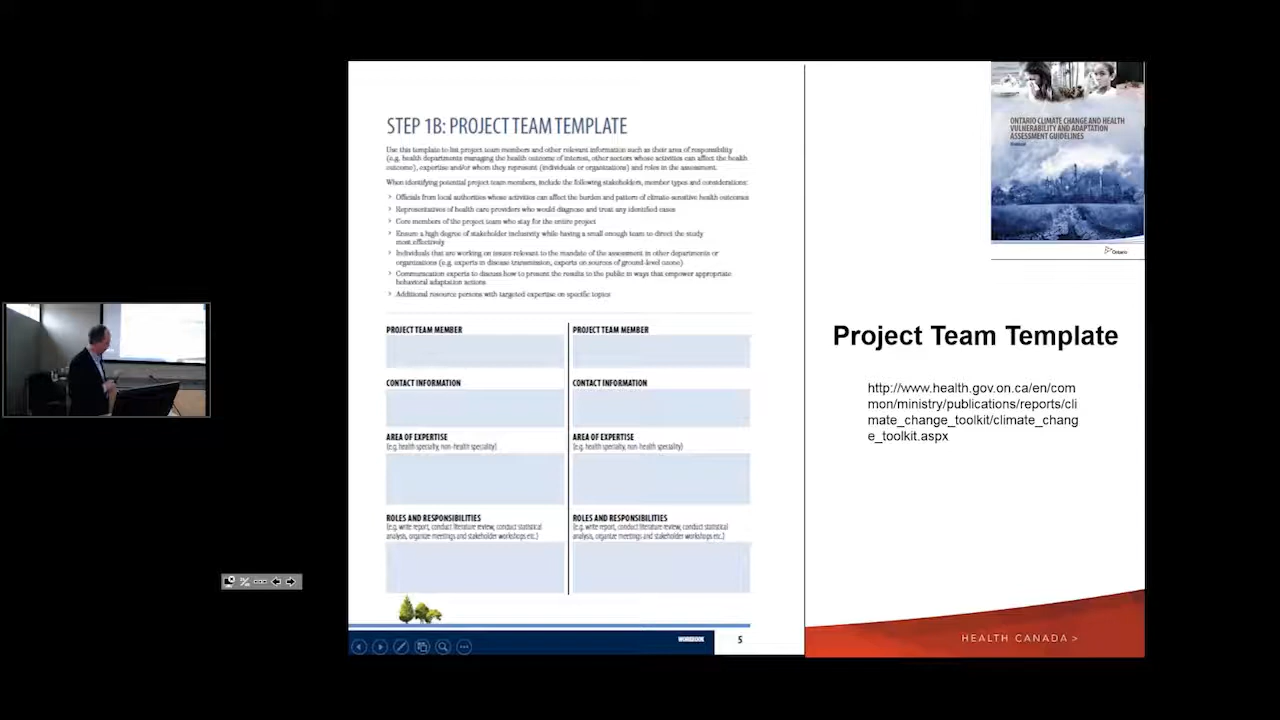 STEP 1B: PROJECT TEAM TEMPLATE
Use this template to list project team members and other relevant information such as their area of responsibility
(e.g. health departments managing the health outcome of interest, other sectors whose activities can affect the health
outcome), expertise and/or whom they represent (individuals or organizations) and roles in the assessment.
When identifying potential project team members, include the following stakeholders, member types and considerations:
› Officials from local authorities whose activities can affect the burden and pattern of climate-sensitive health outcomes
› Representatives of health care providers who would diagnose and treat any identified cases
› Core members of the project team who stay for the entire project
› Ensure a high degree of stakeholder inclusivity while having a small enough team to direct the study
most effectively
› Individuals that are working on issues relevant to the mandate of the assessment in other departments or
organizations (e.g. experts in disease transmission, experts on sources of ground-level ozone)
› Communication experts to discuss how to present the results to the public in ways that empower appropriate
behavioral adaptation actions
› Additional resource persons with targeted expertise on specific topics
PROJECT TEAM MEMBER
CONTACT INFORMATION
AREA OF EXPERTISE
(e.g. health specialty, non-health speciality)
ROLES AND RESPONSIBILITIES
(e.g. write report, conduct literature review, conduct statistical
analysis, organize meetings and stakeholder workshops etc.)
PROJECT TEAM MEMBER
CONTACT INFORMATION
AREA OF EXPERTISE
(e.g. health specialty, non-health speciality)
ROLES AND RESPONSIBILITIES
(e.g. write report, conduct literature review, conduct statistical
analysis, organize meetings and stakeholder workshops etc.)
WORKBOOK 5
ONTARIO CLIMATE CHANGE AND HEALTH
VULNERABILITY AND ADAPTATION
ASSESSMENT GUIDELINES
Workbook
Ontario
Project Team Template
http://www.health.gov.on.ca/en/com
mon/ministry/publications/reports/cli
mate_change_toolkit/climate_chang
e_toolkit.aspx
HEALTH CANADA >